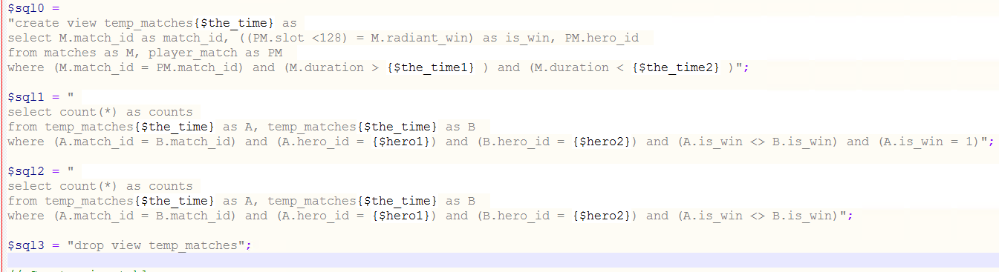 $sql0 =
"create view temp_matches{$the_time} as
select M.match_id as match_id, ((PM.slot <128) = M.radiant_win) as is_win, PM.hero_id
from matches as M, player_match as PM
where (M.match_id = PM.match_id) and (M.duration > {$the_time1} ) and (M.duration < {$the_time2} )";
$sql1 = "
select count(*) as counts
from temp_matches{$the_time} as A, temp_matches{$the_time} as B
where (A.match_id = B.match_id) and (A.hero_id = {$hero1}) and (B.hero_id = {$hero2}) and (A.is_win <> B.is_win) and (A.is_win = 1)";
$sql2 = "
select count(*) as counts
from temp_matches{$the_time} as A, temp_matches{$the_time} as B
where (A.match_id = B.match_id) and (A.hero_id = {$hero1}) and (B.hero_id = {$hero2}) and (A.is_win <> B.is_win)";
$sql3 = "drop view temp_matches";